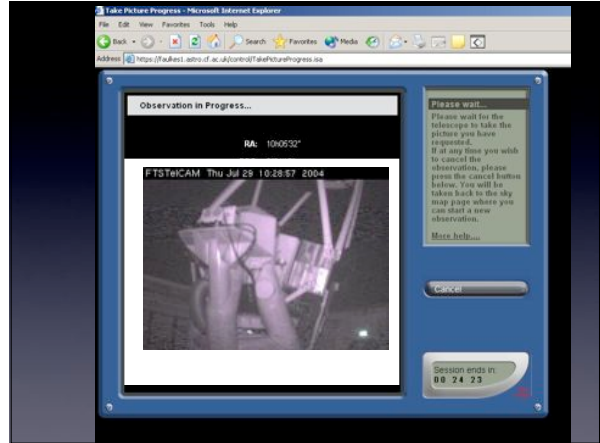 Take Picture Progress - Microsoft Internet Explorer
File Edit View Favorites Tools Help
Back Search Favorites Media
Address https://faulkes1.astro.cf.ac.uk/control/TakePictureProgress.isa
Observation in Progress...
RA: 10h06'32"
FTSTelCAM Thu Jul 29 10:28:57 2004
Please wait...
Please wait for the
telescope to take the
picture you have
requested.
If at any time you wish
to cancel the
observation, please
press the cancel button
below. You will be
taken back to the sky
map page where you
can start a new
observation.
More help....
Cancel
Session ends in:
00 24 23